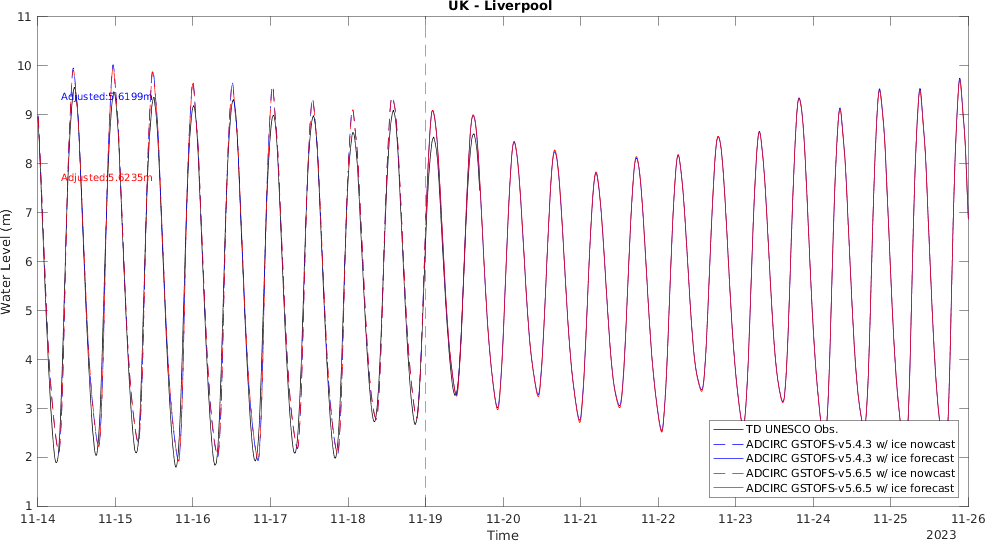 UK - Liverpool
11
10
9
8
7
6
5
4
3
2
1
Water Level (m)
Adjusted:5.6199m
Adjusted:5.6235m
TD UNESCO Obs.
ADCIRC GSTOFS-v5.4.3 w/ ice nowcast
ADCIRC GSTOFS-v5.4.3 w/ ice forecast
ADCIRC GSTOFS-v5.6.5 w/ ice nowcast
ADCIRC GSTOFS-v5.6.5 w/ ice forecast
11-14 11-15 11-16 11-17 11-18 11-19 11-20 11-21 11-22 11-23 11-24 11-25 11-26
Time
2023